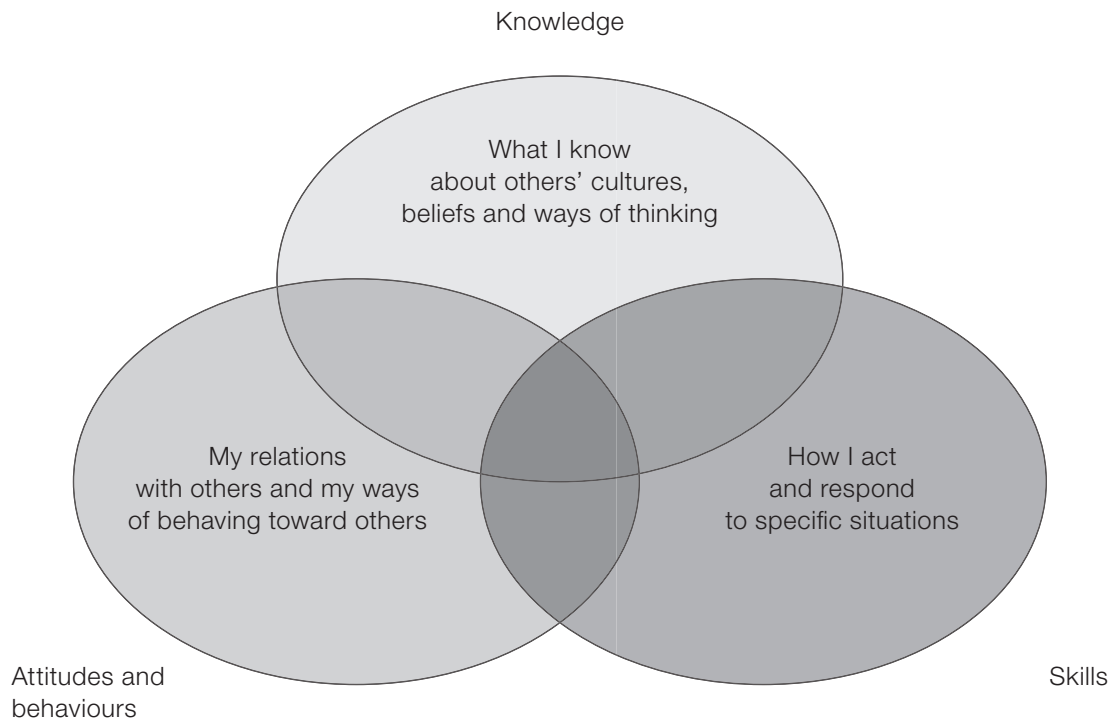 Knowledge
What I know
about others’ cultures,
beliefs and ways of thinking
My relations
with others and my ways
of behaving toward others
How I act
and respond
to specific situations
Attitudes and
behaviours
Skills